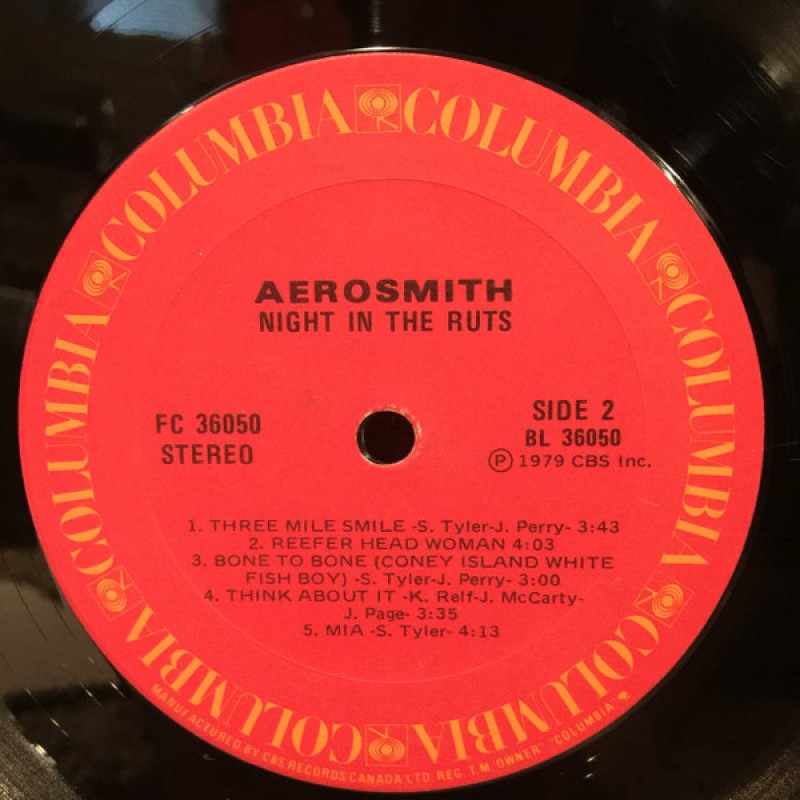 COLUMBIA COLUMBIA COLUMBIA COLUMBIA COLUMBIA COLUMBIA COLUMBIA COLUMBIA
AEROSMITH
NIGHT IN THE RUTS
FC 36050
STEREO
SIDE 2
BL 36050
Ⓟ 1979 CBS Inc.
1. THREE MILE SMILE -S. Tyler-J. Perry- 3:43
2. REEFER HEAD WOMAN 4:03
3. BONE TO BONE (CONEY ISLAND WHITE
FISH BOY) -S. Tyler-J. Perry- 3:00
4. THINK ABOUT IT -K. Relf-J. McCarty-
J. Page- 3:35
5. MIA -S. Tyler- 4:13
MANUFACTURED BY CBS RECORDS CANADA LTD. REG. T.M. OWNER "COLUMBIA"